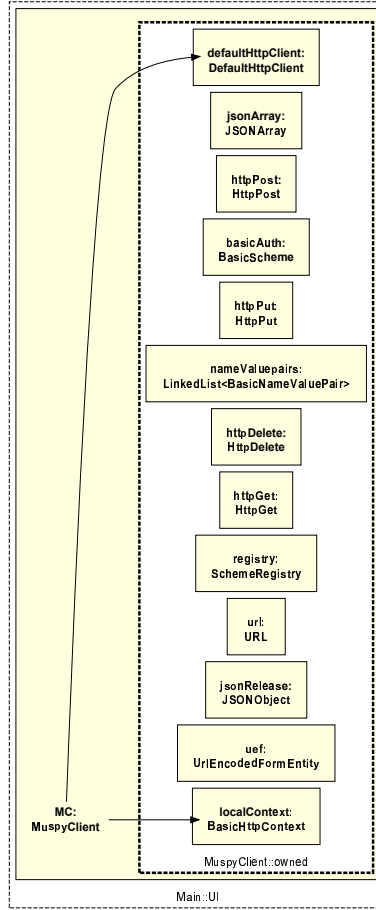 defaultHttpClient:
DefaultHttpClient
jsonArray:
JSONArray
httpPost:
HttpPost
basicAuth:
BasicScheme
httpPut:
HttpPut
nameValuepairs:
LinkedList<BasicNameValuePair>
httpDelete:
HttpDelete
httpGet:
HttpGet
registry:
SchemeRegistry
url:
URL
jsonRelease:
JSONObject
uef:
UrlEncodedFormEntity
MC:
MuspyClient
localContext:
BasicHttpContext
MuspyClient::owned
Main::UI